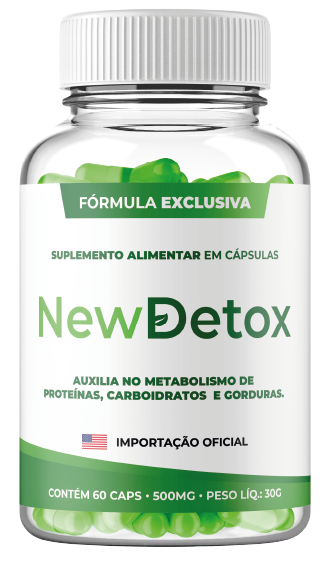 FÓRMULA EXCLUSIVA
SUPLEMENTO ALIMENTAR EM CÁPSULAS
NewDetox
AUXILIA NO METABOLISMO DE
PROTEÍNAS, CARBOIDRATOS E GORDURAS.
IMPORTAÇÃO OFICIAL
CONTÉM 60 CAPS • 500MG • PESO LÍQ.: 30G